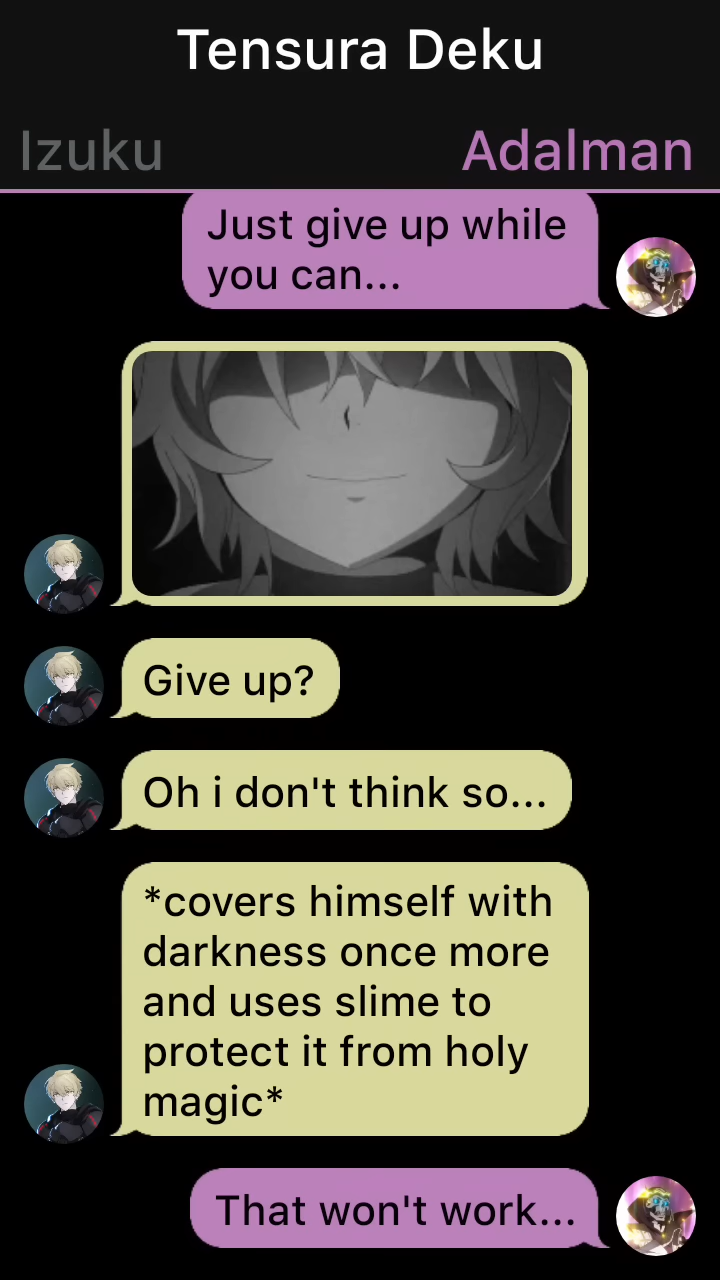 Tensura Deku
Izuku
Adalman
Just give up while
you can...
Give up?
Oh i don't think so...
*covers himself with
darkness once more
and uses slime to
protect it from holy
magic*
That won't work...